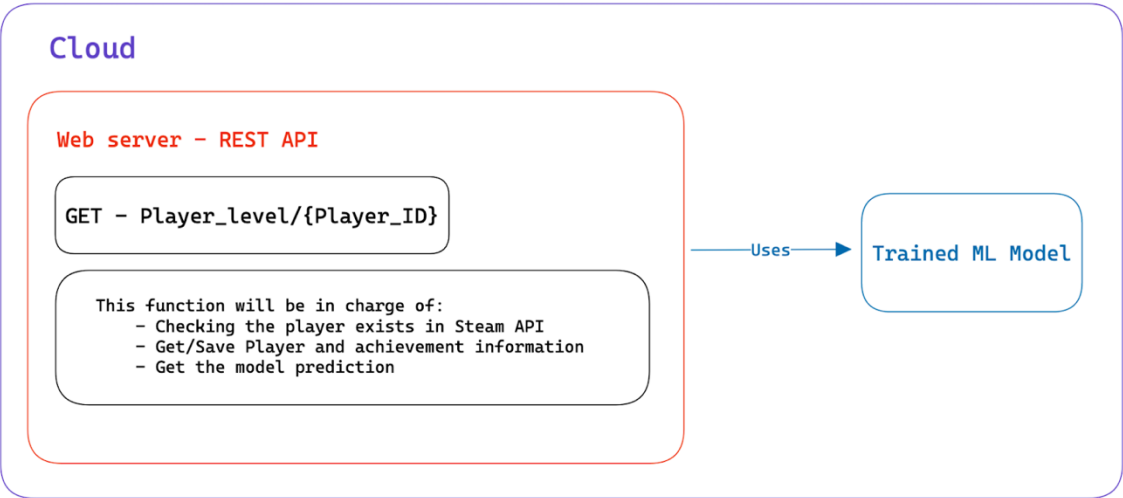 Cloud
Web server - REST API
GET - Player_level/{Player_ID}
This function will be in charge of:
- Checking the player exists in Steam API
- Get/Save Player and achievement information
- Get the model prediction
Uses
Trained ML Model